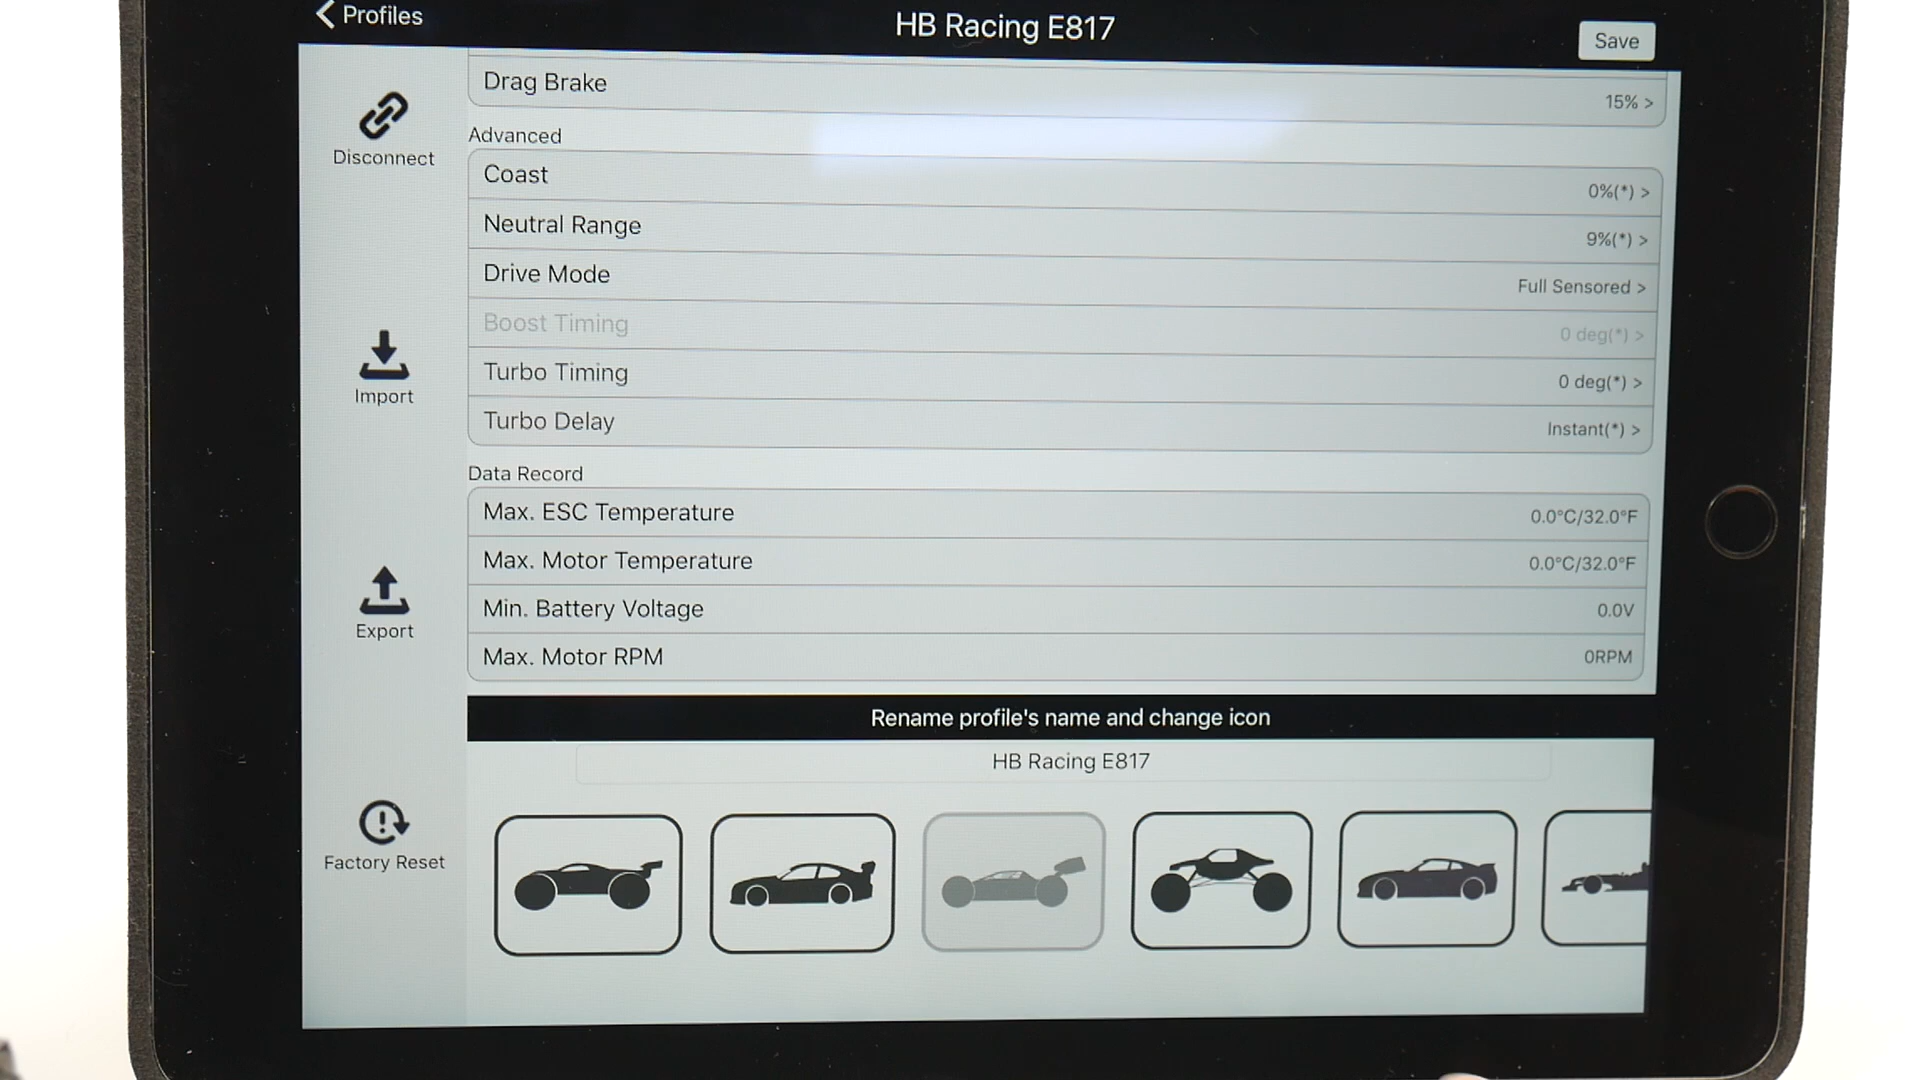 Profiles
HB Racing E817
Save
Drag Brake 15% >
Advanced
Coast 0%(*) >
Neutral Range 9%(*) >
Drive Mode Full Sensored >
Boost Timing 0 deg(*) >
Turbo Timing 0 deg(*) >
Turbo Delay Instant(*) >
Data Record
Max. ESC Temperature 0.0°C/32.0°F
Max. Motor Temperature 0.0°C/32.0°F
Min. Battery Voltage 0.0V
Max. Motor RPM 0RPM
Rename profile's name and change icon
HB Racing E817
Disconnect
Import
Export
Factory Reset